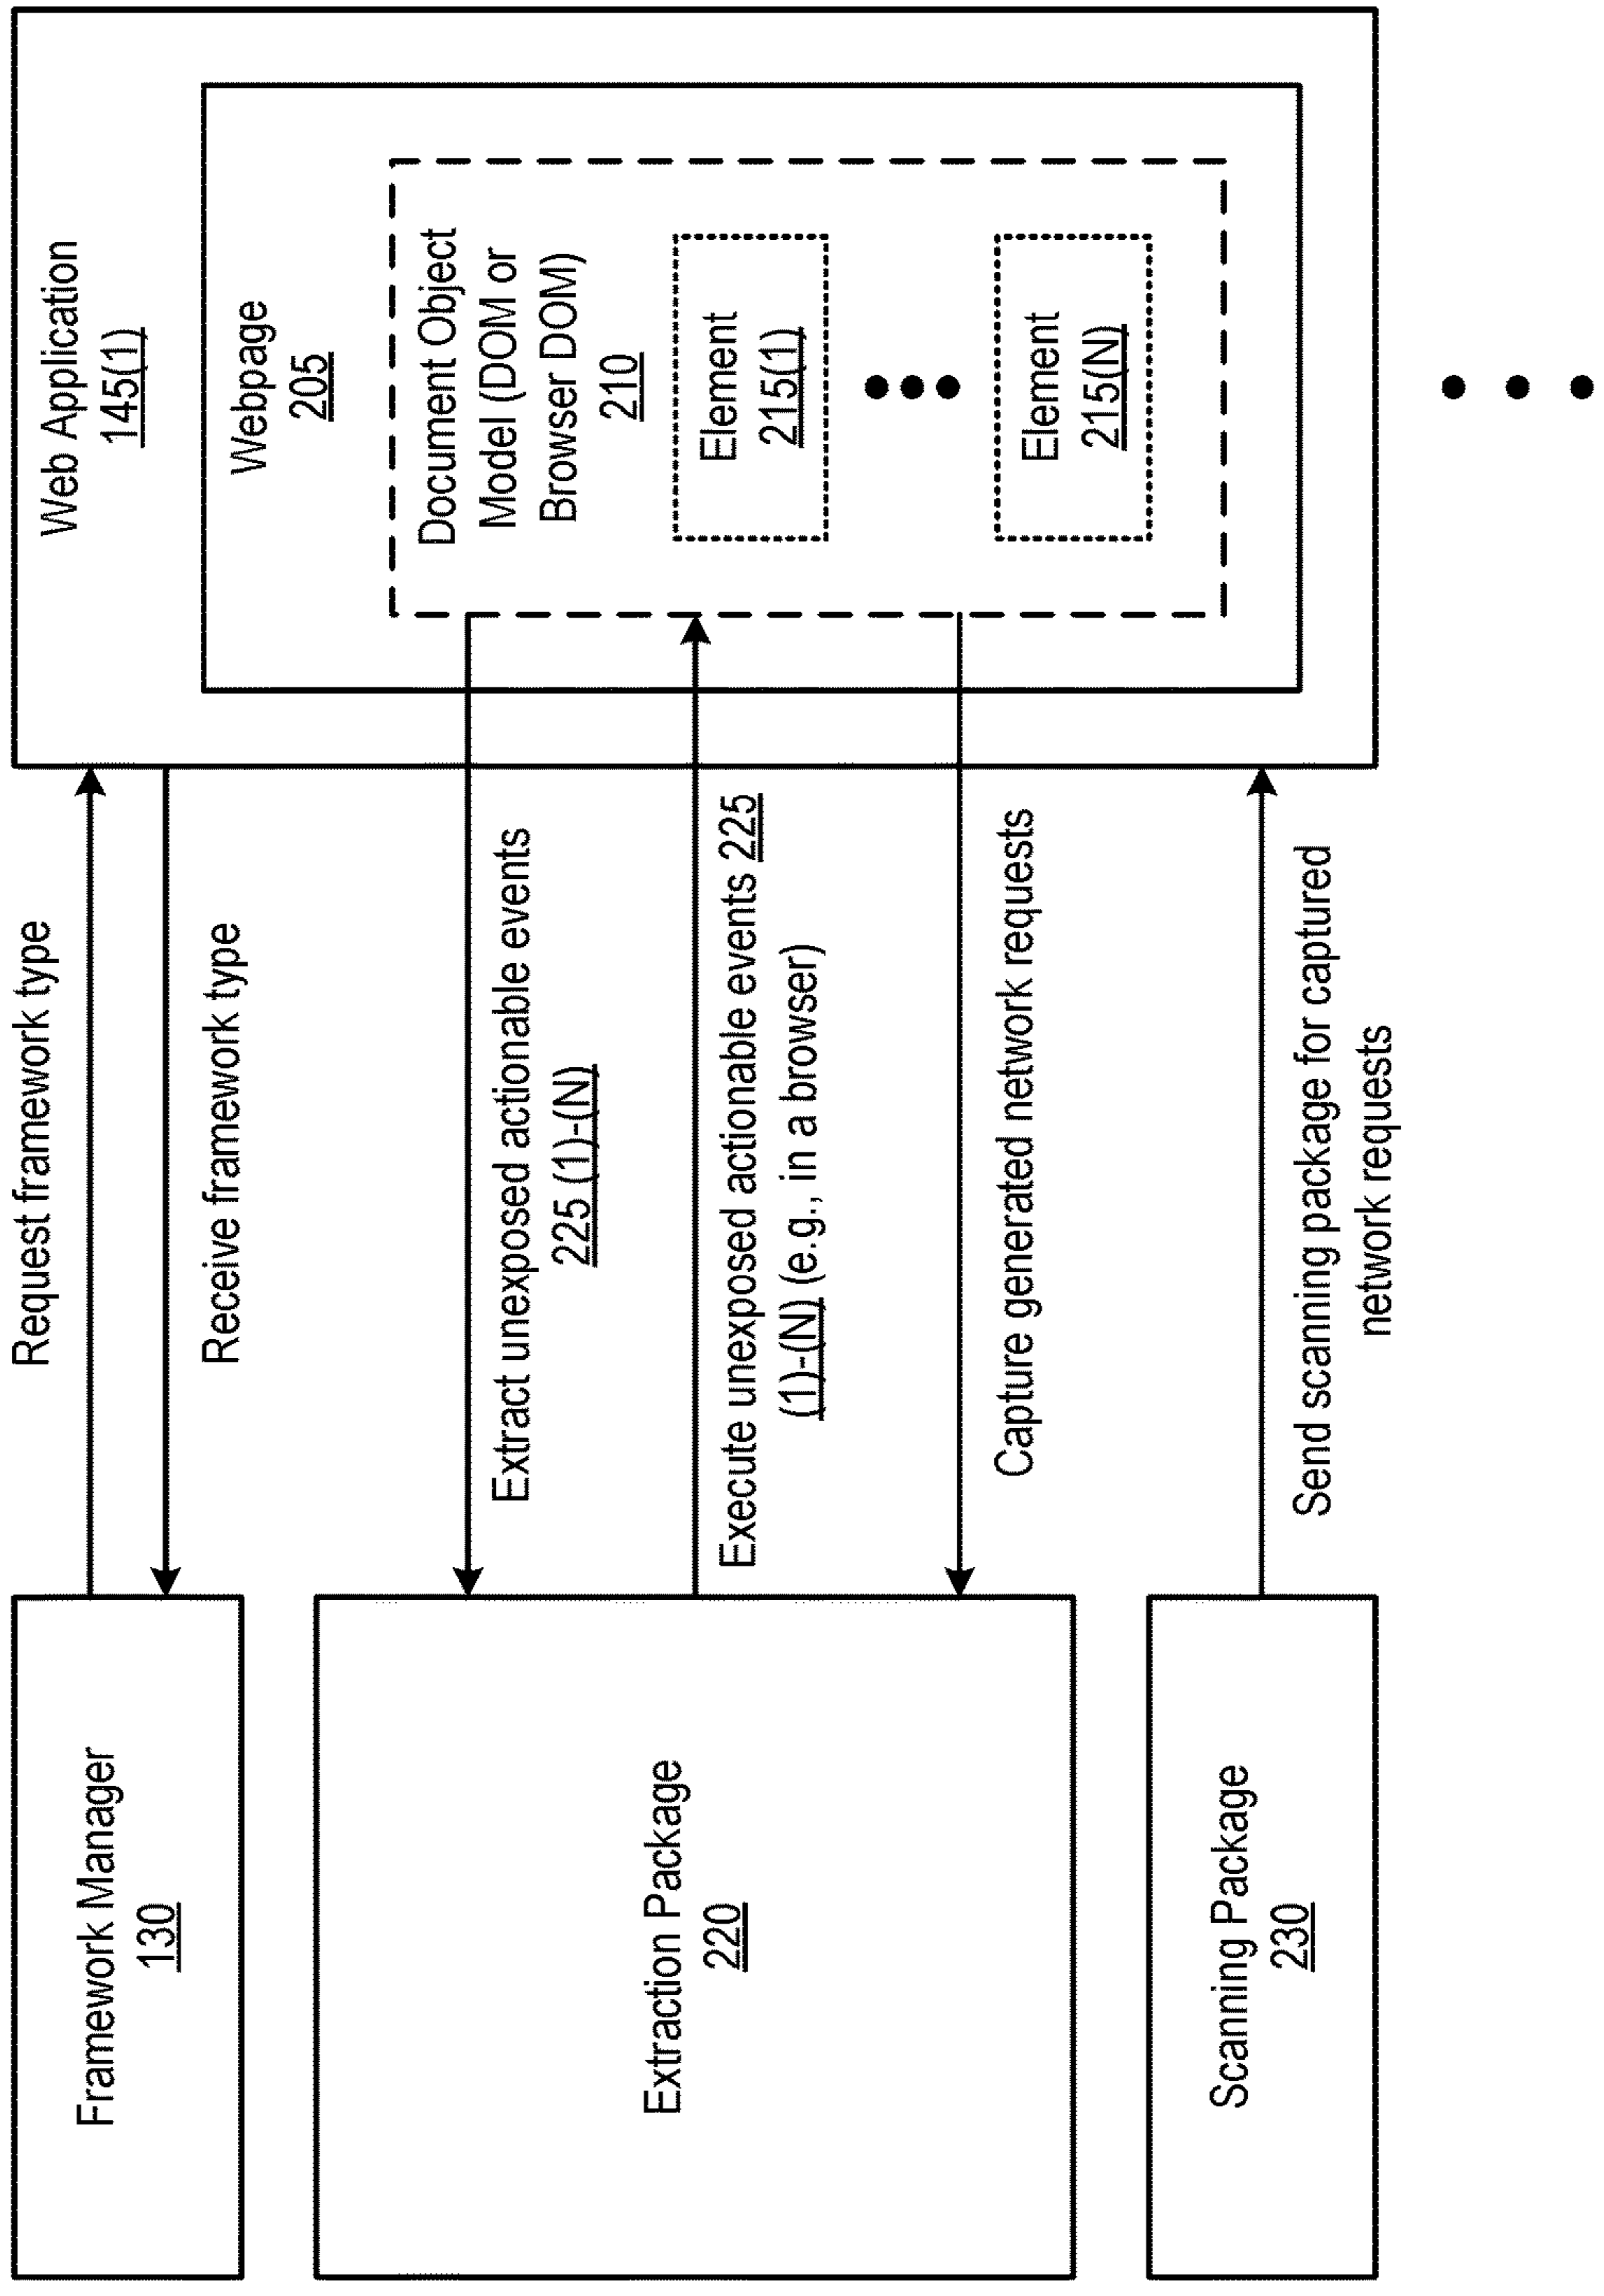 Framework Manager
130
Request framework type
Receive framework type
Web Application
145(1)
Webpage
205
Document Object
Model (DOM or
Browser DOM)
210
Element
215(1)
Element
215(N)
Extraction Package
220
Extract unexposed actionable events
225 (1)-(N)
Execute unexposed actionable events 225
(1)-(N) (e.g., in a browser)
Capture generated network requests
Scanning Package
230
Send scanning package for captured
network requests